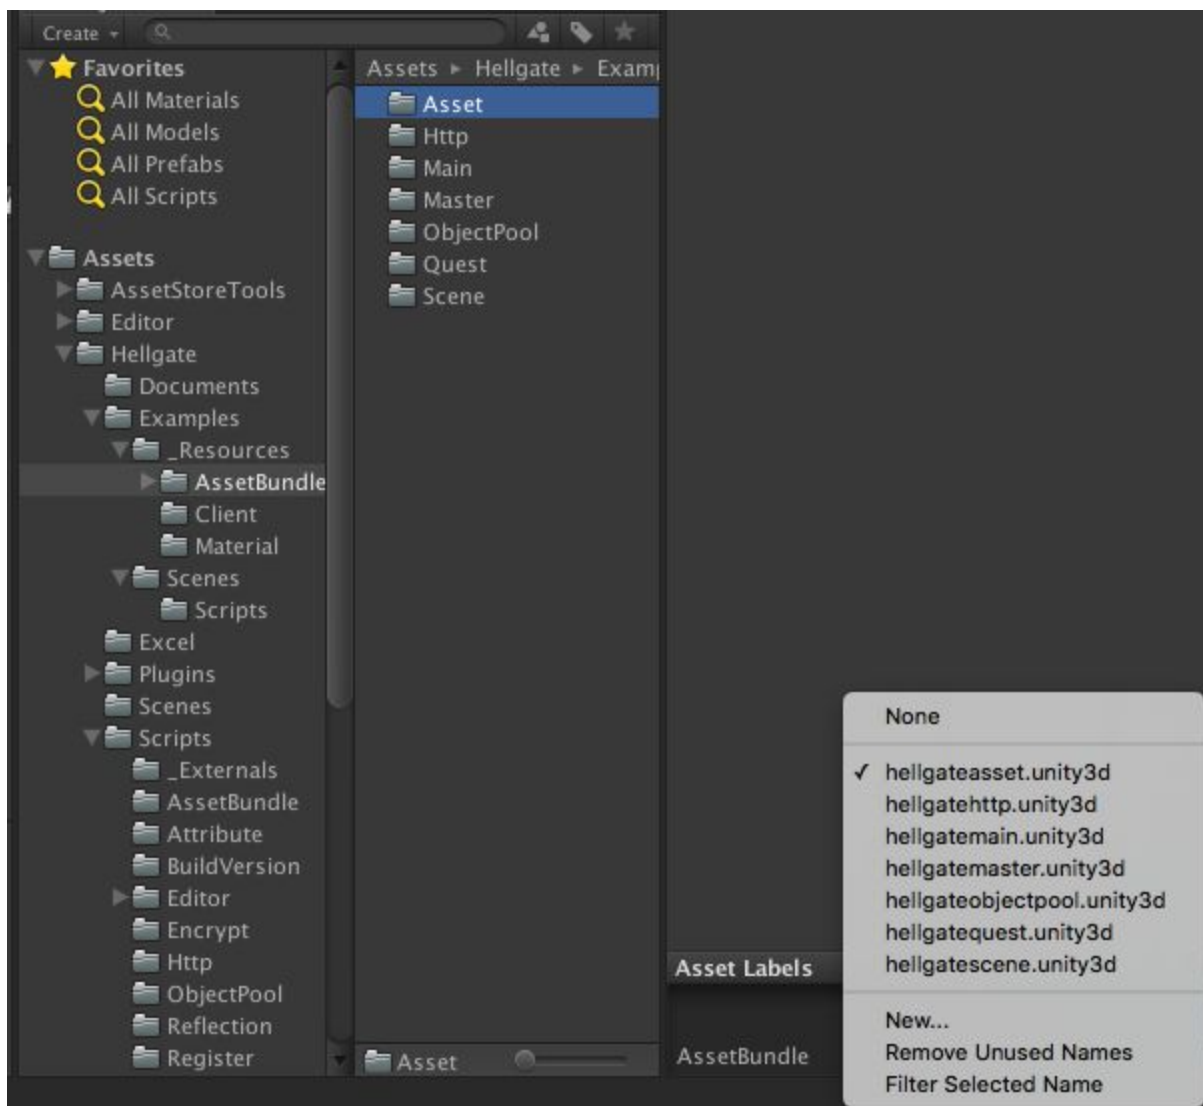 Create
Favorites
All Materials
All Models
All Prefabs
All Scripts
Assets
AssetStoreTools
Editor
Hellgate
Documents
Examples
_Resources
AssetBundle
Client
Material
Scenes
Scripts
Excel
Plugins
Scenes
Scripts
_Externals
AssetBundle
Attribute
BuildVersion
Editor
Encrypt
Http
ObjectPool
Reflection
Register
Assets ▸ Hellgate ▸ Exam
Asset
Http
Main
Master
ObjectPool
Quest
Scene
Asset
Asset Labels
AssetBundle
None
✓ hellgateasset.unity3d
hellgatehttp.unity3d
hellgatemain.unity3d
hellgatemaster.unity3d
hellgateobjectpool.unity3d
hellgatequest.unity3d
hellgatescene.unity3d
New...
Remove Unused Names
Filter Selected Name